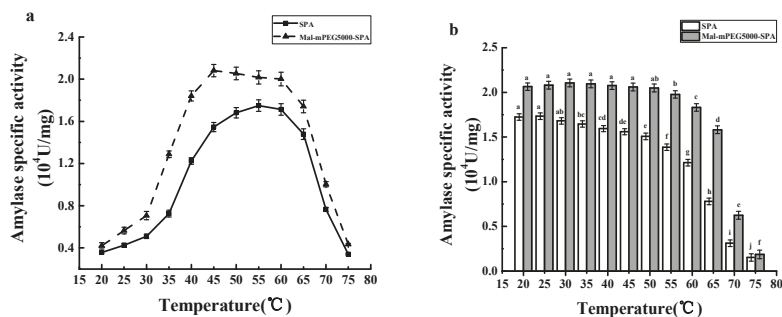 a
SPA
Mal-mPEG5000-SPA
Amylase specific activity
(10⁴U/mg)
2.4
2.0
1.6
1.2
0.8
0.4
15 20 25 30 35 40 45 50 55 60 65 70 75 80
Temperature(℃)
b
SPA
Mal-mPEG5000-SPA
Amylase specific activity
(10⁴U/mg)
2.5
2.0
1.5
1.0
0.5
0.0
a a a a ab a bc a cd a de a e ab f b g c h d i e j f
15 20 25 30 35 40 45 50 55 60 65 70 75 80
Temperature(℃)